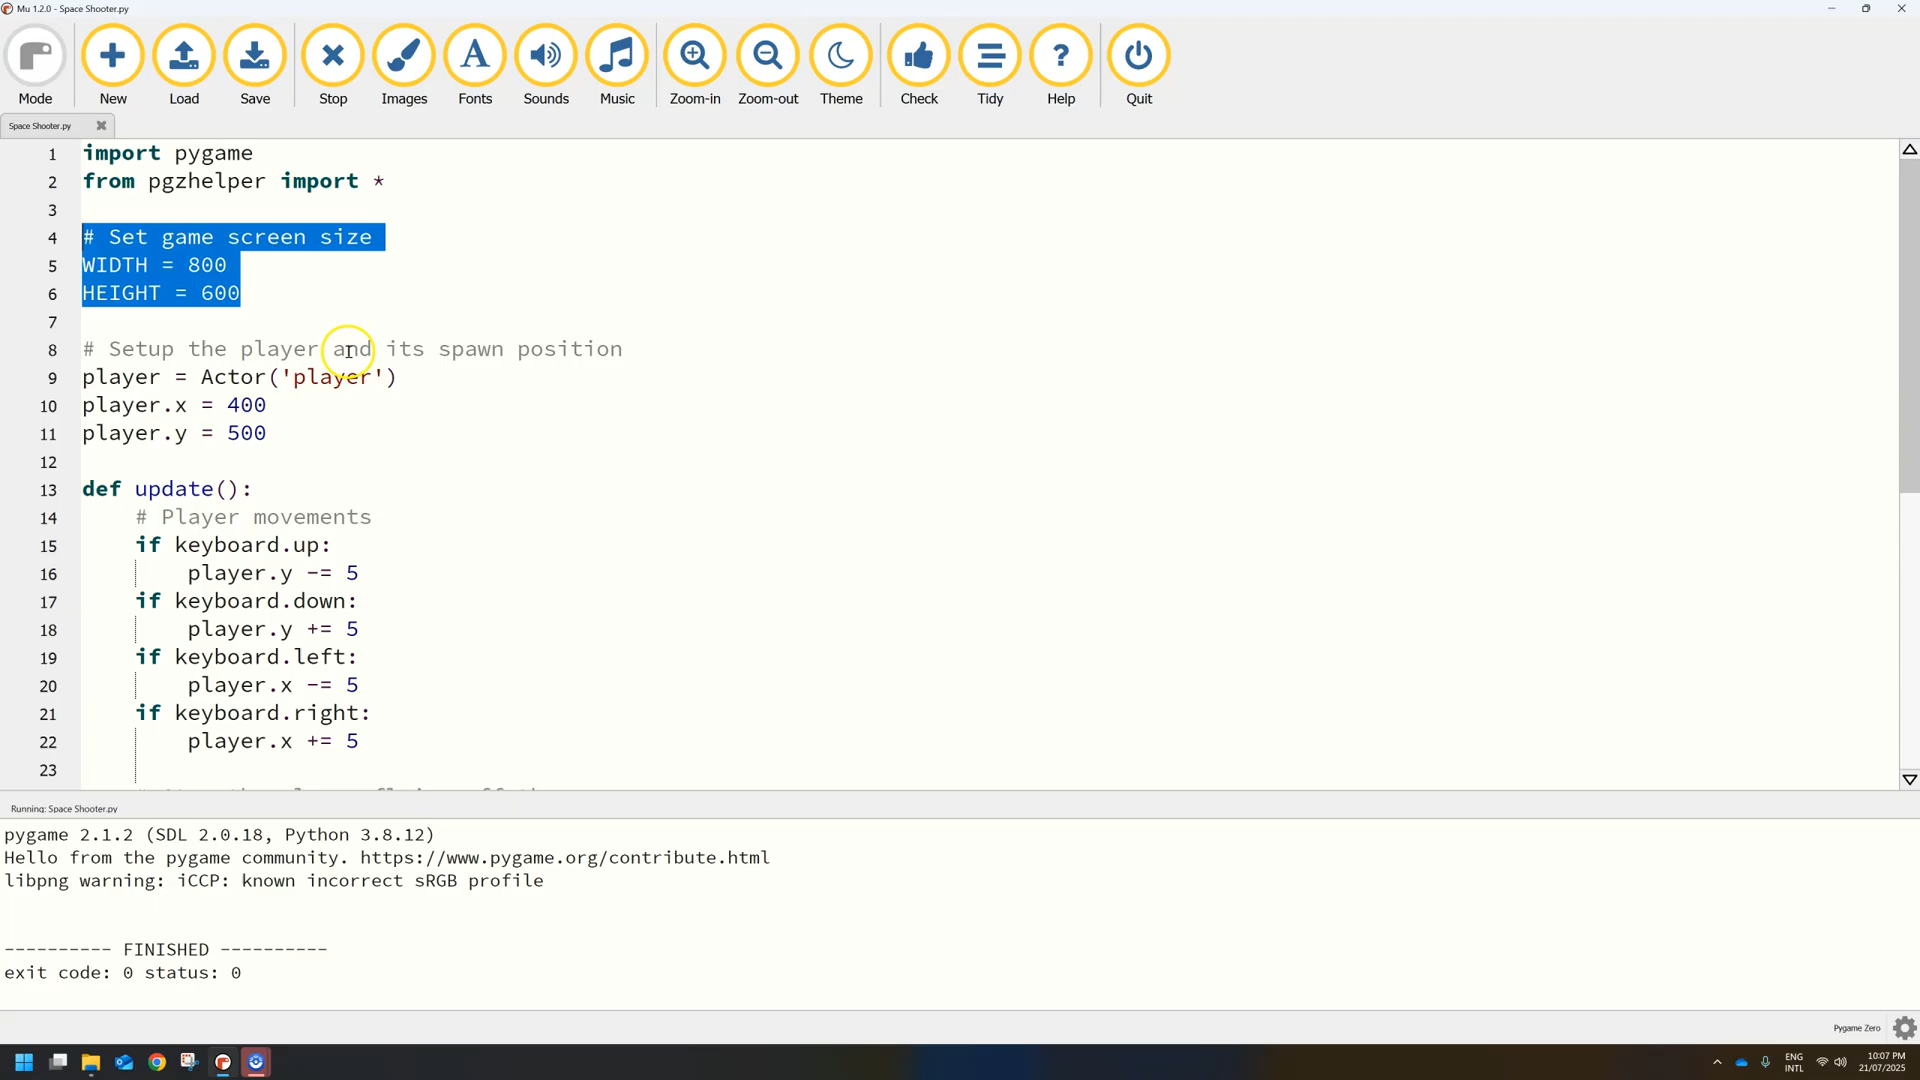 Mu 1.2.0 - Space Shooter.py
Mode New Load Save Stop Images Fonts Sounds Music Zoom-in Zoom-out Theme Check Tidy Help Quit
Space Shooter.py
1 import pygame
2 from pgzhelper import *
3
4 # Set game screen size
5 WIDTH = 800
6 HEIGHT = 600
7
8 # Setup the player and its spawn position
9 player = Actor('player')
10 player.x = 400
11 player.y = 500
12
13 def update():
14 # Player movements
15 if keyboard.up:
16 player.y -= 5
17 if keyboard.down:
18 player.y += 5
19 if keyboard.left:
20 player.x -= 5
21 if keyboard.right:
22 player.x += 5
23
Running: Space Shooter.py
pygame 2.1.2 (SDL 2.0.18, Python 3.8.12)
Hello from the pygame community. https://www.pygame.org/contribute.html
libpng warning: iCCP: known incorrect sRGB profile
---------- FINISHED ----------
exit code: 0 status: 0
Pygame Zero
ENG
INTL
10:07 PM
21/07/2025